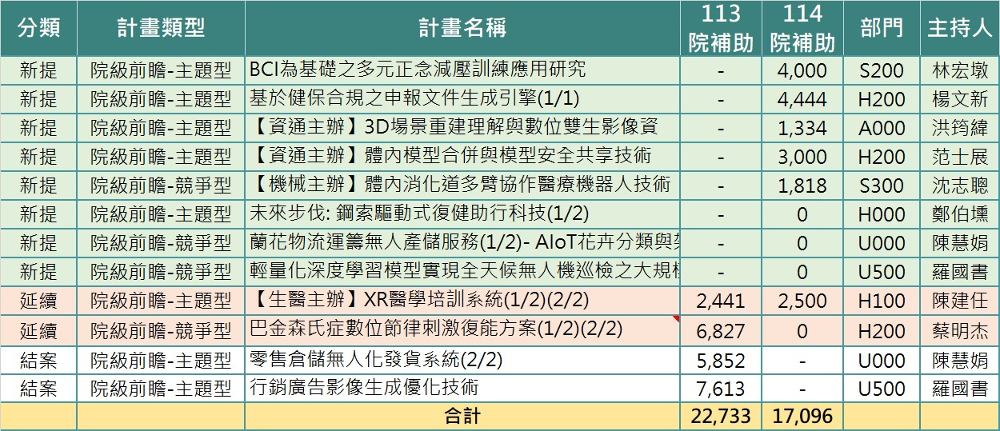 分類 計畫類型 計畫名稱 113院補助 114院補助 部門 主持人
新提 院級前瞻-主題型 BCI為基礎之多元正念減壓訓練應用研究 - 4,000 S200 林宏墩
新提 院級前瞻-主題型 基於健保合規之申報文件生成引擎(1/1) - 4,444 H200 楊文新
新提 院級前瞻-主題型 【資通主辦】3D場景重建理解與數位雙生影像資 - 1,334 A000 洪筠緯
新提 院級前瞻-主題型 【資通主辦】體內模型合併與模型安全共享技術 - 3,000 H200 范士展
新提 院級前瞻-競爭型 【機械主辦】體內消化道多臂協作醫療機器人技術 - 1,818 S300 沈志聰
新提 院級前瞻-主題型 未來步伐: 鋼索驅動式復健助行科技(1/2) - 0 H000 鄭伯壎
新提 院級前瞻-競爭型 蘭花物流運籌無人產儲服務(1/2)- AIoT花卉分類與 - 0 U000 陳慧娟
新提 院級前瞻-競爭型 輕量化深度學習模型實現全天候無人機巡檢之大規 - 0 U500 羅國書
延續 院級前瞻-主題型 【生醫主辦】XR醫學培訓系統(1/2)(2/2) 2,441 2,500 H100 陳建任
延續 院級前瞻-競爭型 巴金森氏症數位節律刺激復能方案(1/2)(2/2) 6,827 0 H200 蔡明杰
結案 院級前瞻-主題型 零售倉儲無人化發貨系統(2/2) 5,852 - U000 陳慧娟
結案 院級前瞻-主題型 行銷廣告影像生成優化技術 7,613 - U500 羅國書
合計 22,733 17,096